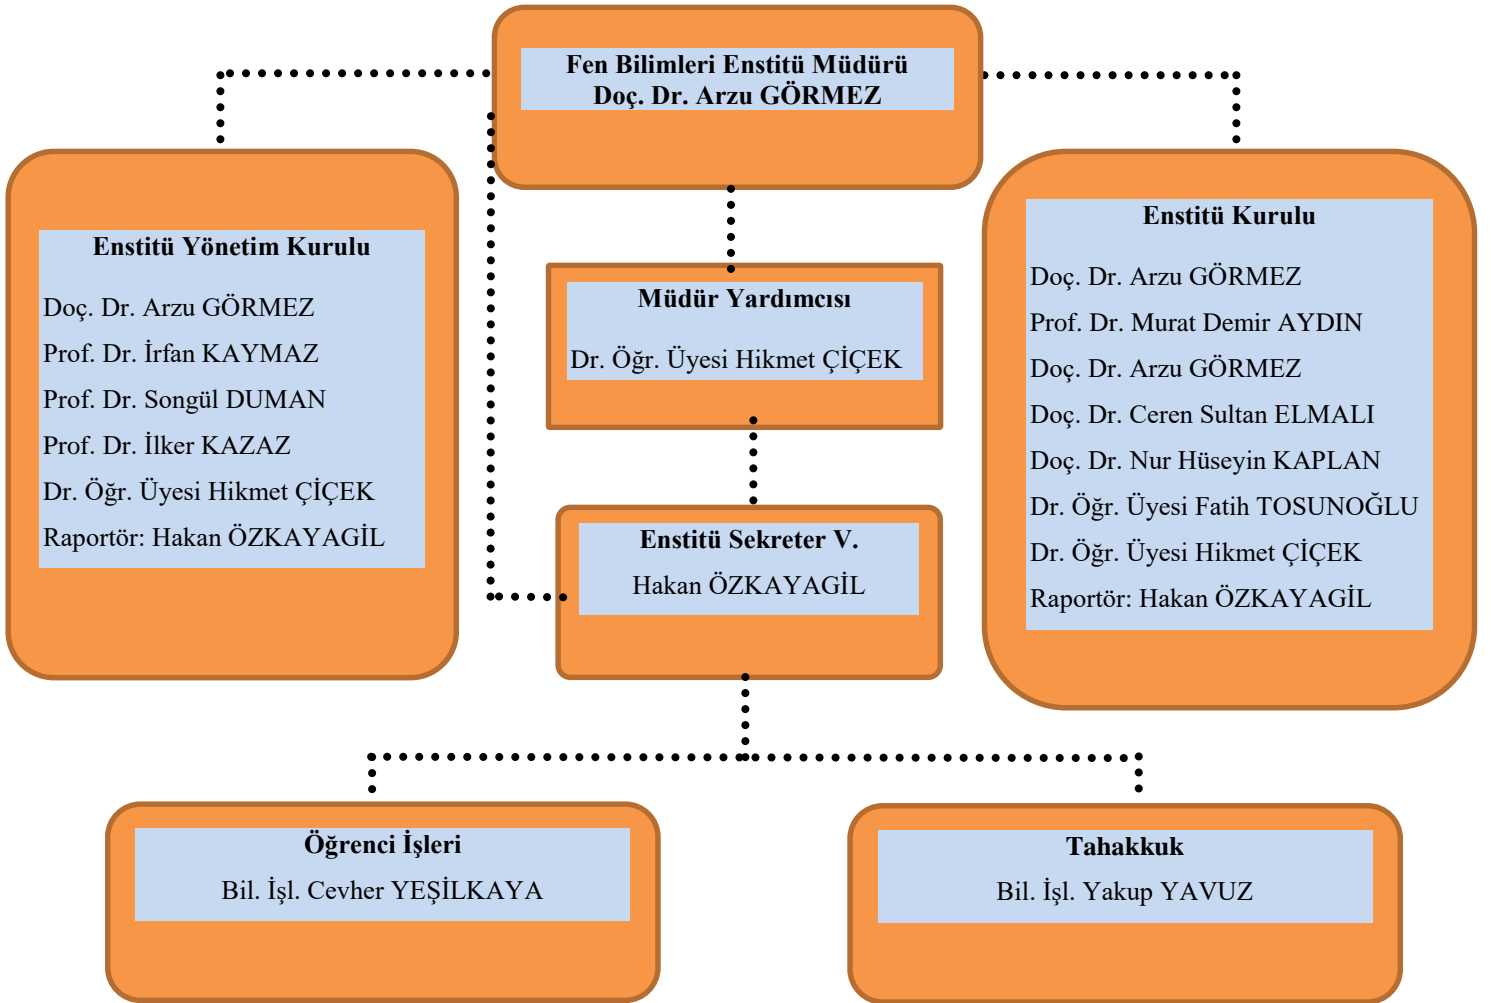 Fen Bilimleri Enstitü Müdürü
Doç. Dr. Arzu GÖRMEZ
Enstitü Yönetim Kurulu
Doç. Dr. Arzu GÖRMEZ
Prof. Dr. İrfan KAYMAZ
Prof. Dr. Songül DUMAN
Prof. Dr. İlker KAZAZ
Dr. Öğr. Üyesi Hikmet ÇİÇEK
Raportör: Hakan ÖZKAYAGİL
Müdür Yardımcısı
Dr. Öğr. Üyesi Hikmet ÇİÇEK
Enstitü Sekreter V.
Hakan ÖZKAYAGİL
Enstitü Kurulu
Doç. Dr. Arzu GÖRMEZ
Prof. Dr. Murat Demir AYDIN
Doç. Dr. Arzu GÖRMEZ
Doç. Dr. Ceren Sultan ELMALI
Doç. Dr. Nur Hüseyin KAPLAN
Dr. Öğr. Üyesi Fatih TOSUNOĞLU
Dr. Öğr. Üyesi Hikmet ÇİÇEK
Raportör: Hakan ÖZKAYAGİL
Öğrenci İşleri
Bil. İşl. Cevher YEŞİLKAYA
Tahakkuk
Bil. İşl. Yakup YAVUZ